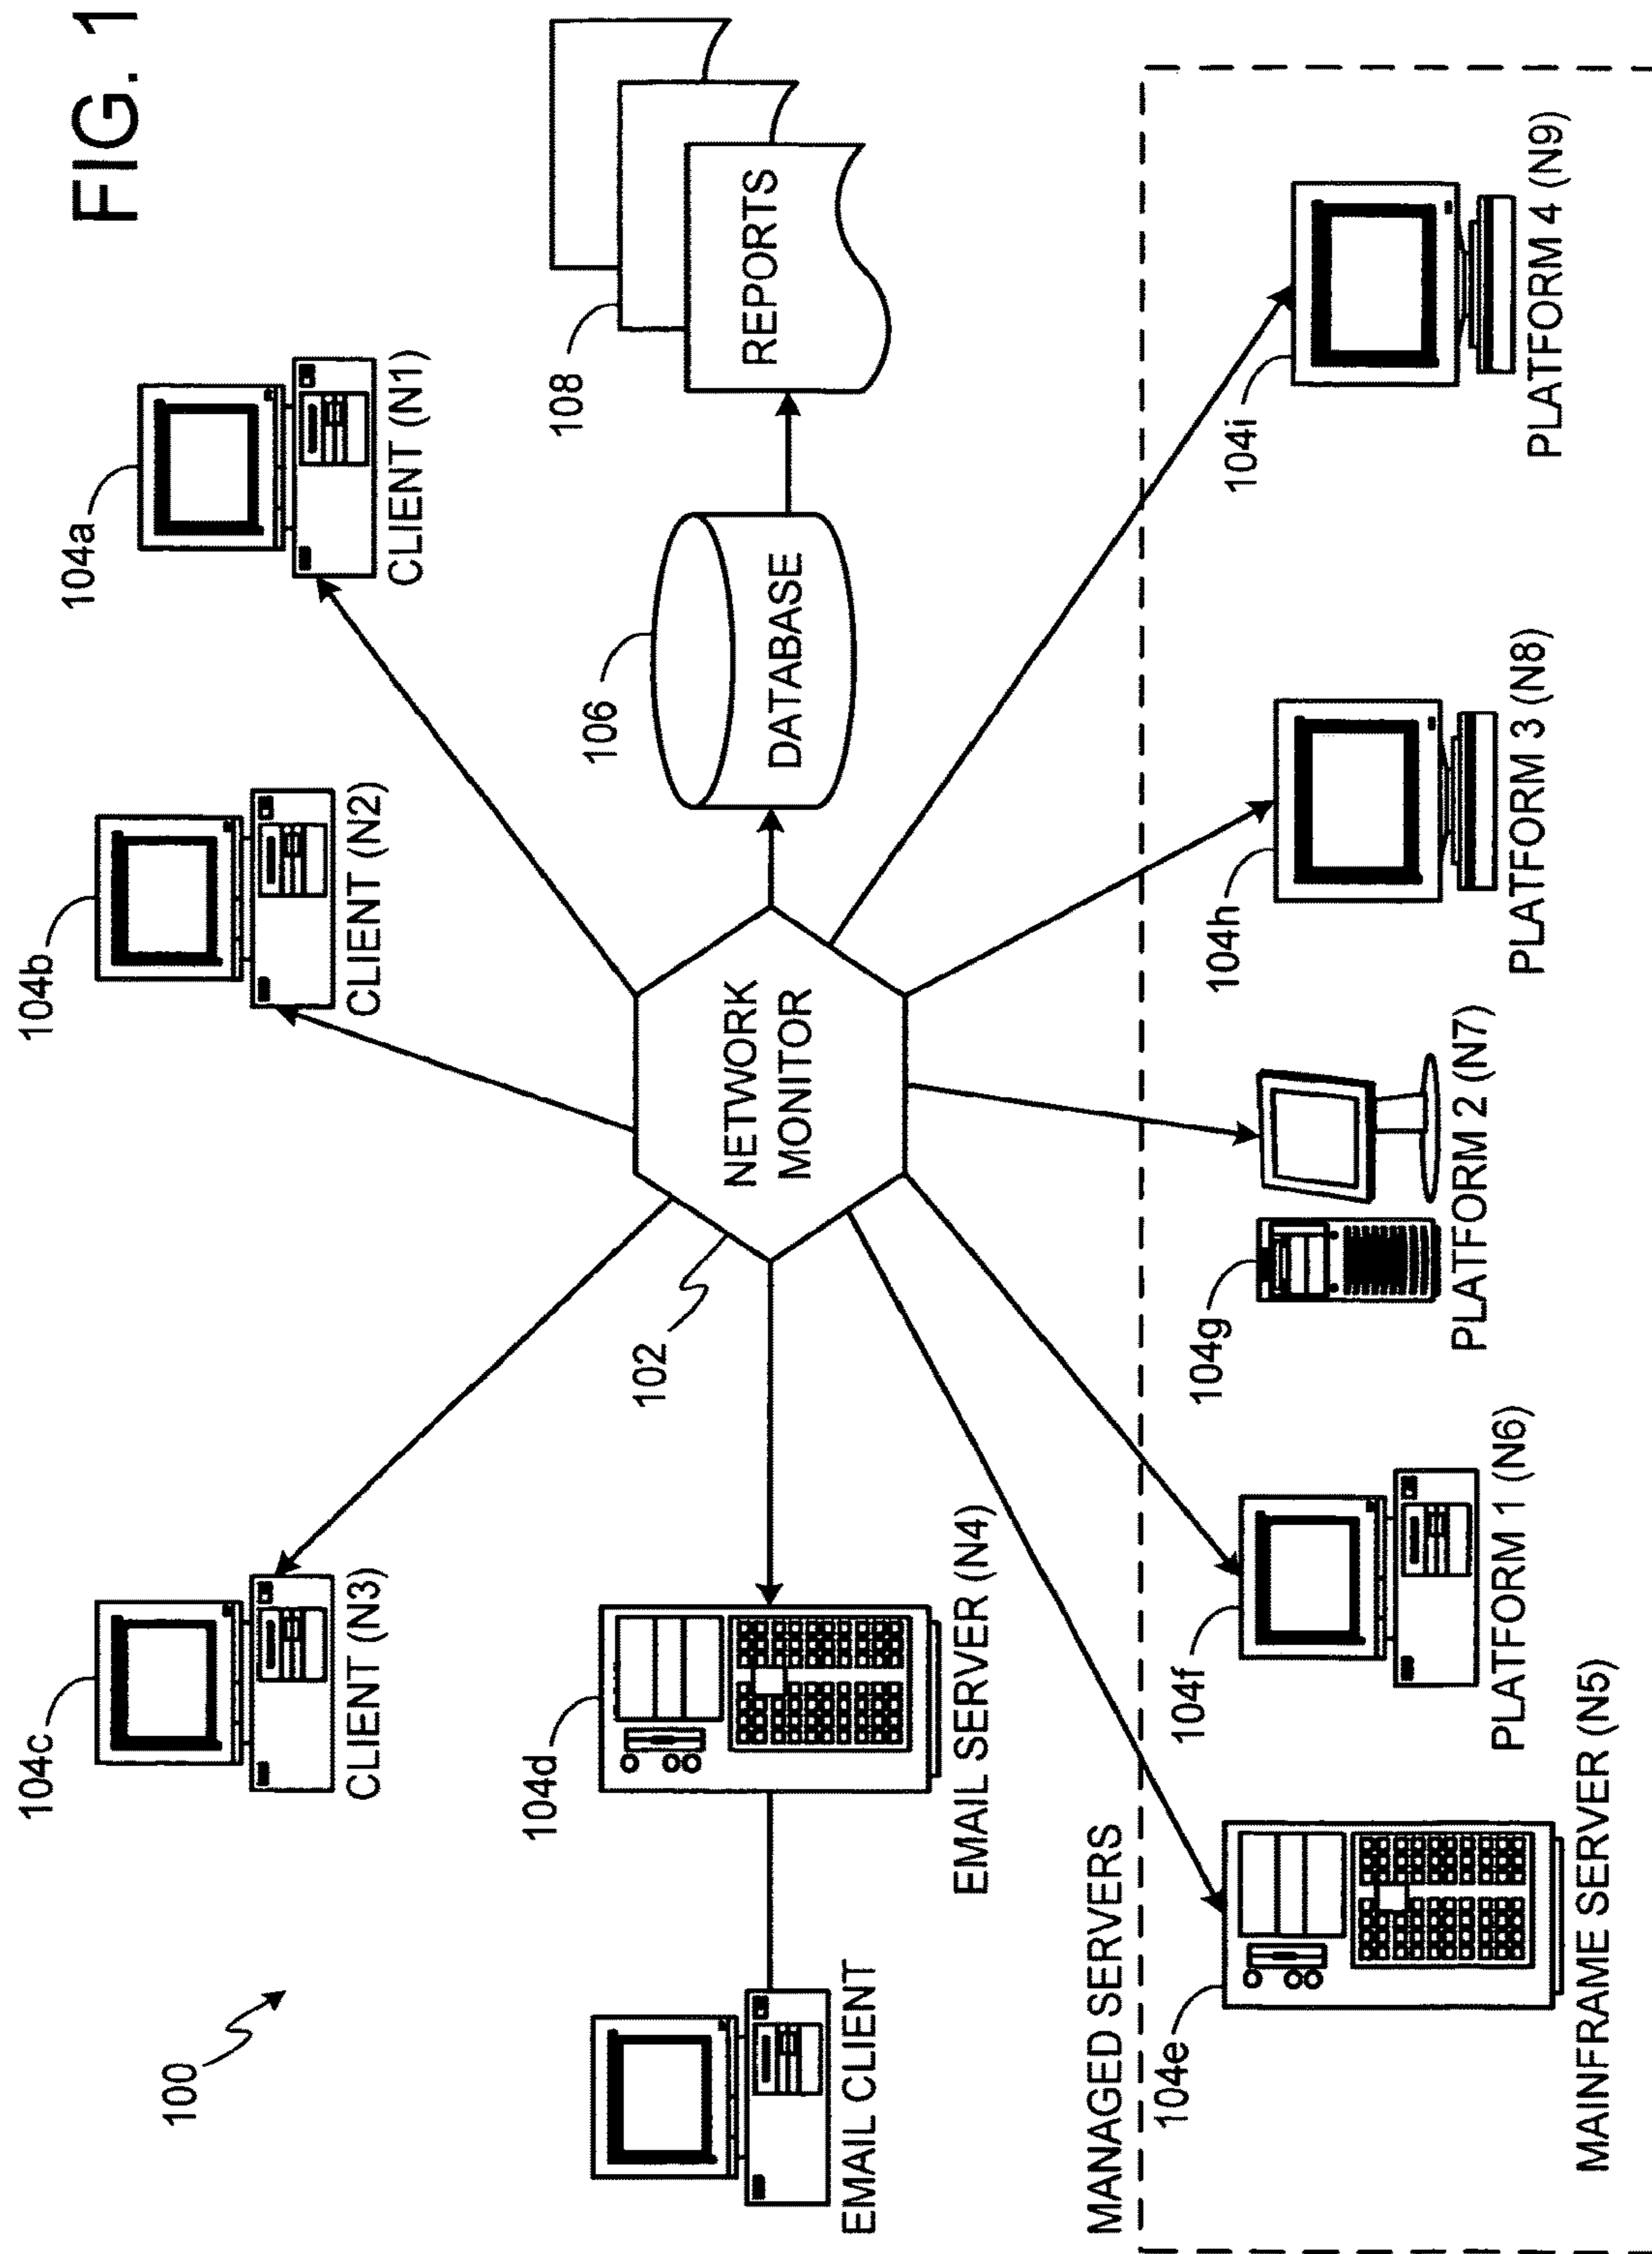 FIG. 1
100
104c
CLIENT (N3)
104b
CLIENT (N2)
104a
CLIENT (N1)
EMAIL CLIENT
104d
EMAIL SERVER (N4)
102
NETWORK
MONITOR
106
DATABASE
108
REPORTS
MANAGED SERVERS
104e
MAINFRAME SERVER (N5)
104f
PLATFORM 1 (N6)
104g
PLATFORM 2 (N7)
104h
PLATFORM 3 (N8)
104i
PLATFORM 4 (N9)